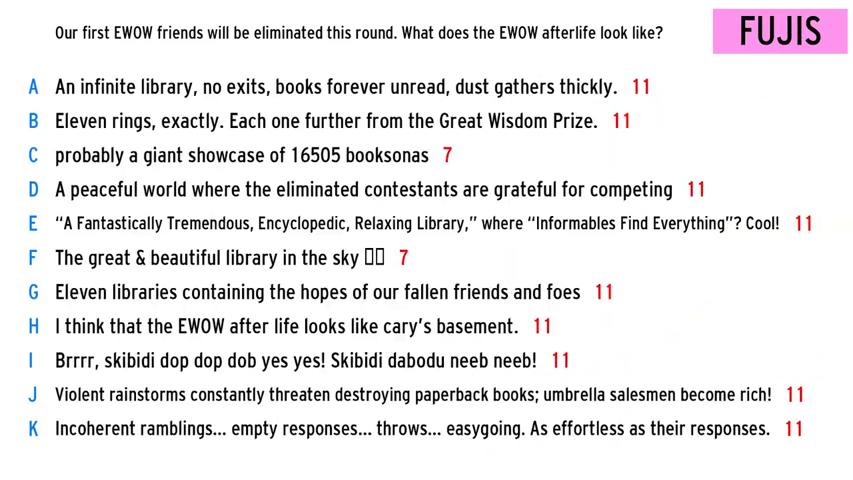 Our first EWOW friends will be eliminated this round. What does the EWOW afterlife look like?
FUJIS
A An infinite library, no exits, books forever unread, dust gathers thickly. 11
B Eleven rings, exactly. Each one further from the Great Wisdom Prize. 11
C probably a giant showcase of 16505 booksonas 7
D A peaceful world where the eliminated contestants are grateful for competing 11
E “A Fantastically Tremendous, Encyclopedic, Relaxing Library,” where “Informables Find Everything”? Cool! 11
F The great & beautiful library in the sky ▯▯ 7
G Eleven libraries containing the hopes of our fallen friends and foes 11
H I think that the EWOW after life looks like cary’s basement. 11
I Brrrr, skibidi dop dop dob yes yes! Skibidi dabodu neeb neeb! 11
J Violent rainstorms constantly threaten destroying paperback books; umbrella salesmen become rich! 11
K Incoherent ramblings... empty responses... throws... easygoing. As effortless as their responses. 11